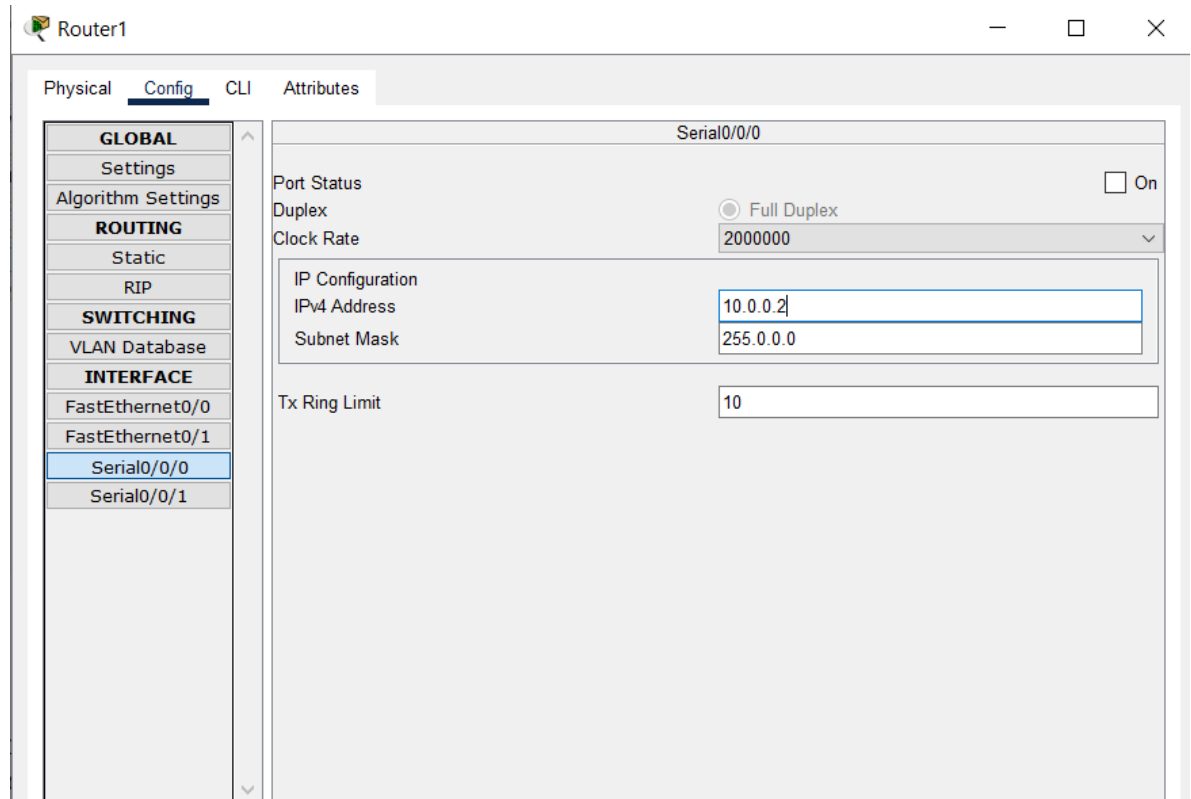 Router1
Physical Config CLI Attributes
GLOBAL
Settings
Algorithm Settings
ROUTING
Static
RIP
SWITCHING
VLAN Database
INTERFACE
FastEthernet0/0
FastEthernet0/1
Serial0/0/0
Serial0/0/1
Serial0/0/0
Port Status On
Duplex Full Duplex
Clock Rate 2000000
IP Configuration
IPv4 Address 10.0.0.2
Subnet Mask 255.0.0.0
Tx Ring Limit 10